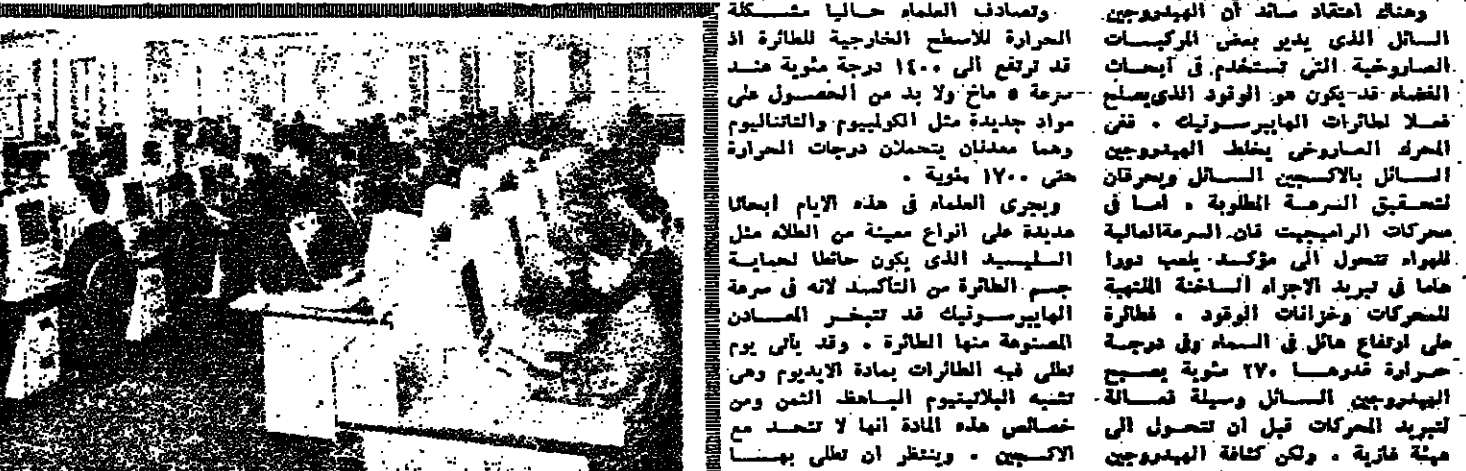 وهناك اعتقاد سائد أن الهيدروجين
السائل الذى يدير بعض المركبات
الصاروخية التى تستخدم فى أبحاث
الفضاء قد يكون هو الوقود الذى يصلح
فعلا لطائرات الهايبرسونيك . ففى
المحرك الصاروخى يخلط الهيدروجين
السائل بالاكسجين السائل ويحرقان
لتحقيق السرعة المطلوبة . أما فى
محركات الرامجيت فان السرعة العالية
للهواء تتحول الى مؤكسد يلعب دورا
هاما فى تبريد الاجزاء الساخنة الملتهبة
للمحركات وخزانات الوقود . فطائرة
على ارتفاع هائل فى السماء وفى درجة
حرارة قدرها ٢٧٠ مئوية يصبح
الهيدروجين السائل وسيلة فعالة
لتبريد المحركات قبل ان تتحول الى
هيئة غازية . ولكن كثافة الهيدروجين
وتصادف العلماء حاليا مشكلة
الحرارة للاسطح الخارجية للطائرة اذ
قد ترتفع الى ١٤٠٠ درجة مئوية عند
سرعة ٥ ماخ ولا بد من الحصول على
مواد جديدة مثل الكولبيوم والتانتاليوم
وهما معدنان يتحملان درجات الحرارة
حتى ١٧٠٠ مئوية .
ويجرى العلماء فى هذه الايام أبحاثا
عديدة على انواع معينة من الطلاء مثل
السليسيد الذى يكون حائطا لحماية
جسم الطائرة من التأكسد لانه فى سرعة
الهايبرسونيك قد تتبخر المعادن
المصنوعة منها الطائرة . وقد يأتى يوم
تطلى فيه الطائرات بمادة الايديوم وهى
تشبه البلاتينيوم الباهظ الثمن ومن
خصائص هذه المادة انها لا تتحد مع
الاكسجين . وينتظر ان تطلى بهـــا